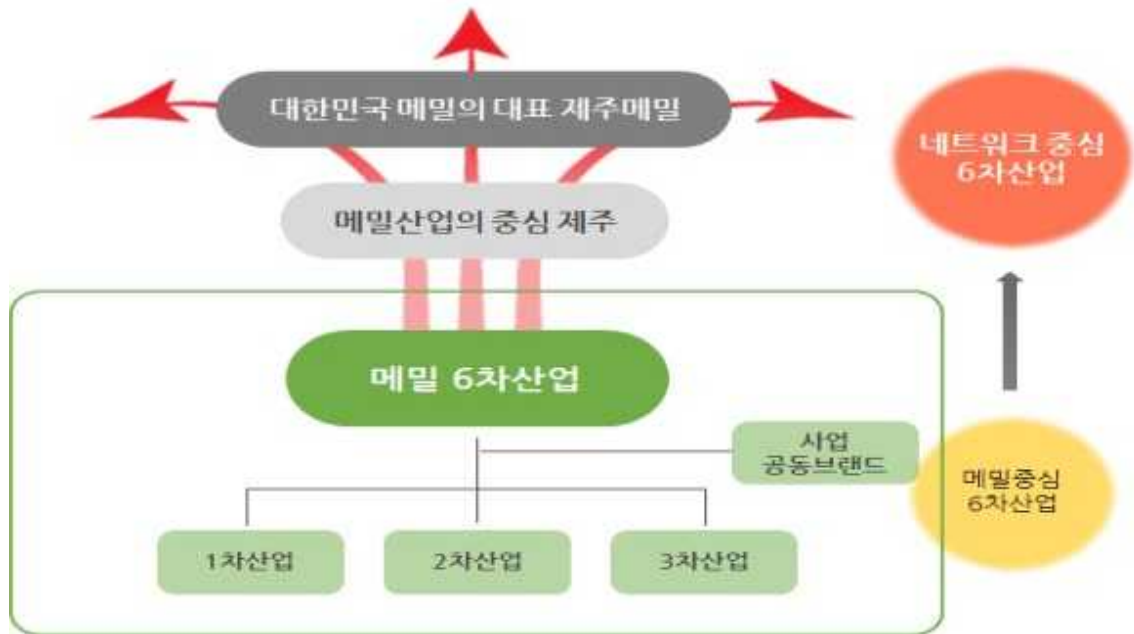 대한민국 메밀의 대표 제주메밀
네트워크 중심
6차산업
메밀산업의 중심 제주
메밀 6차산업
사업
공동브랜드
메밀중심
6차산업
1차산업
2차산업
3차산업